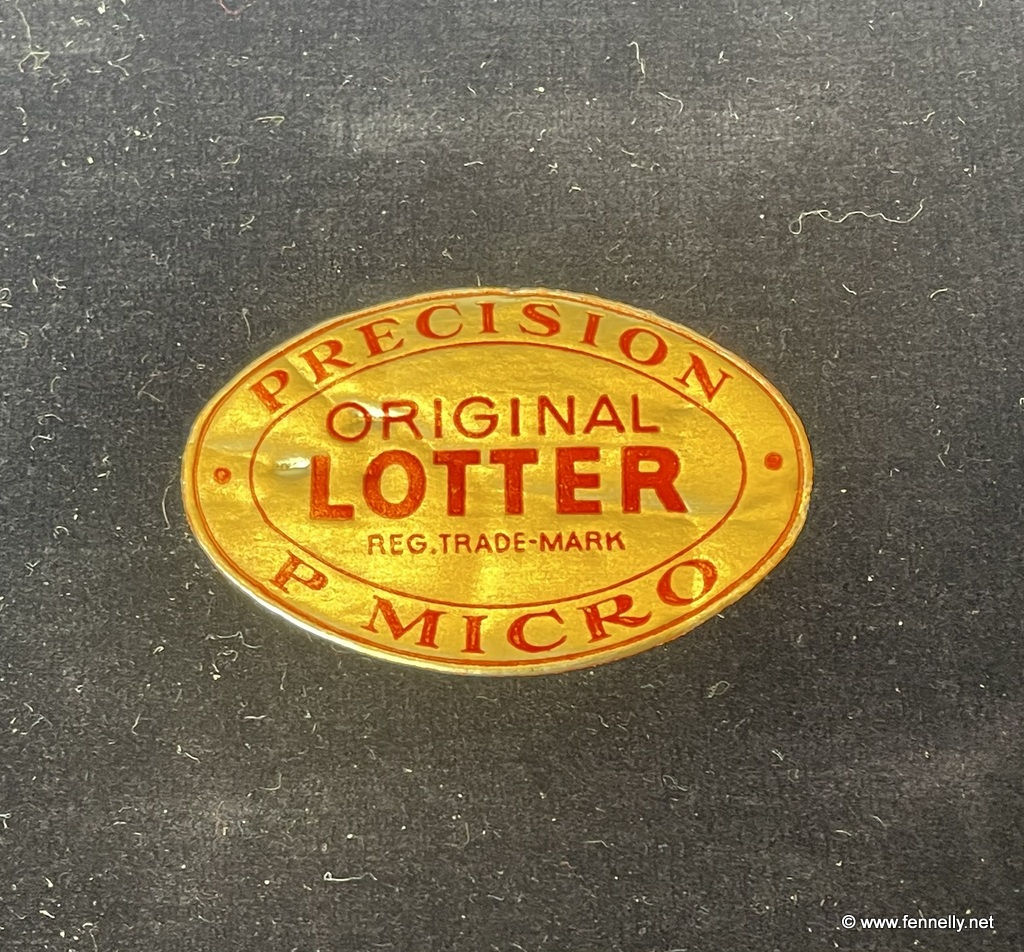 PRECISION
ORIGINAL
LOTTER
REG. TRADE-MARK
P MICRO
© www.fennelly.net